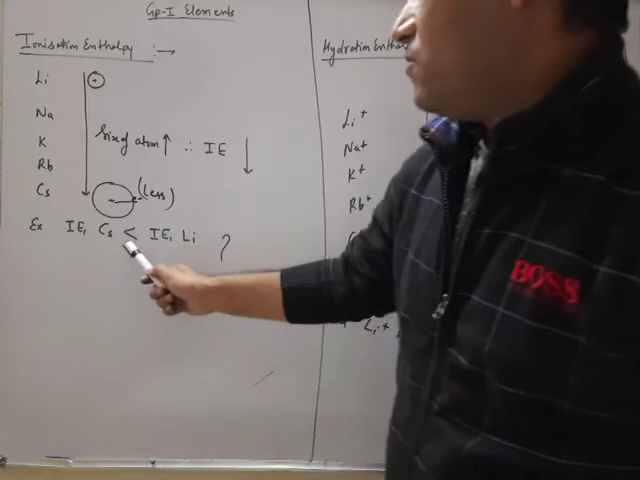 Gp-I Elements
Ionisation Enthalpy :→
Li
Na
K
Rb
Cs
+
Size of atom ↑ ∴ IE ↓
(less)
Ex IE₁ Cs < IE₁ Li ?
Hydration Enthal
Li⁺
Na⁺
K⁺
Rb⁺
Li⁺
BOSS